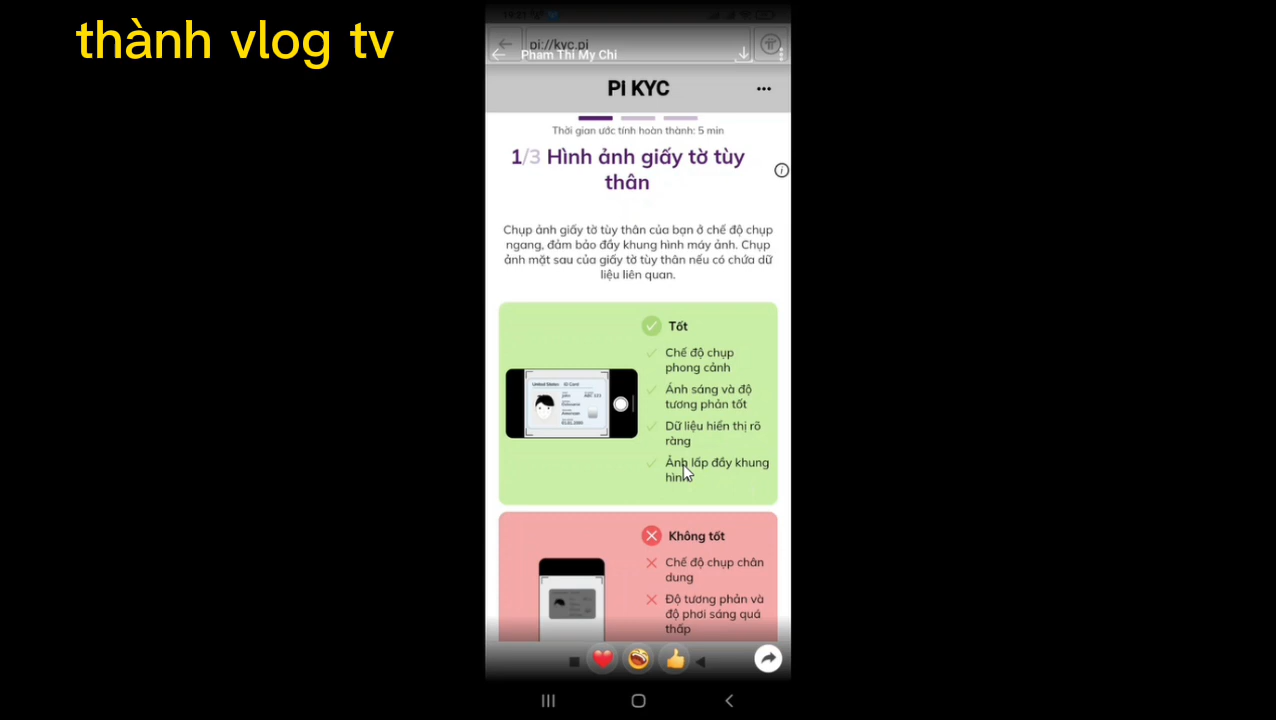 thành vlog tv
pi://kyc.pi
Pham Thi My Chi
Pi KYC
Thời gian ước tính hoàn thành: 5 min
1/3 Hình ảnh giấy tờ tùy
thân
Chụp ảnh giấy tờ tùy thân của bạn ở chế độ chụp
ngang, đảm bảo đầy khung hình máy ảnh. Chụp
ảnh mặt sau của giấy tờ tùy thân nếu có chứa dữ
liệu liên quan.
Tốt
Chế độ chụp
phong cảnh
Ánh sáng và độ
tương phản tốt
Dữ liệu hiển thị rõ
ràng
Ảnh lấp đầy khung
hình
United States ID Card
Không tốt
Chế độ chụp chân
dung
Độ tương phản và
độ phơi sáng quá
thấp